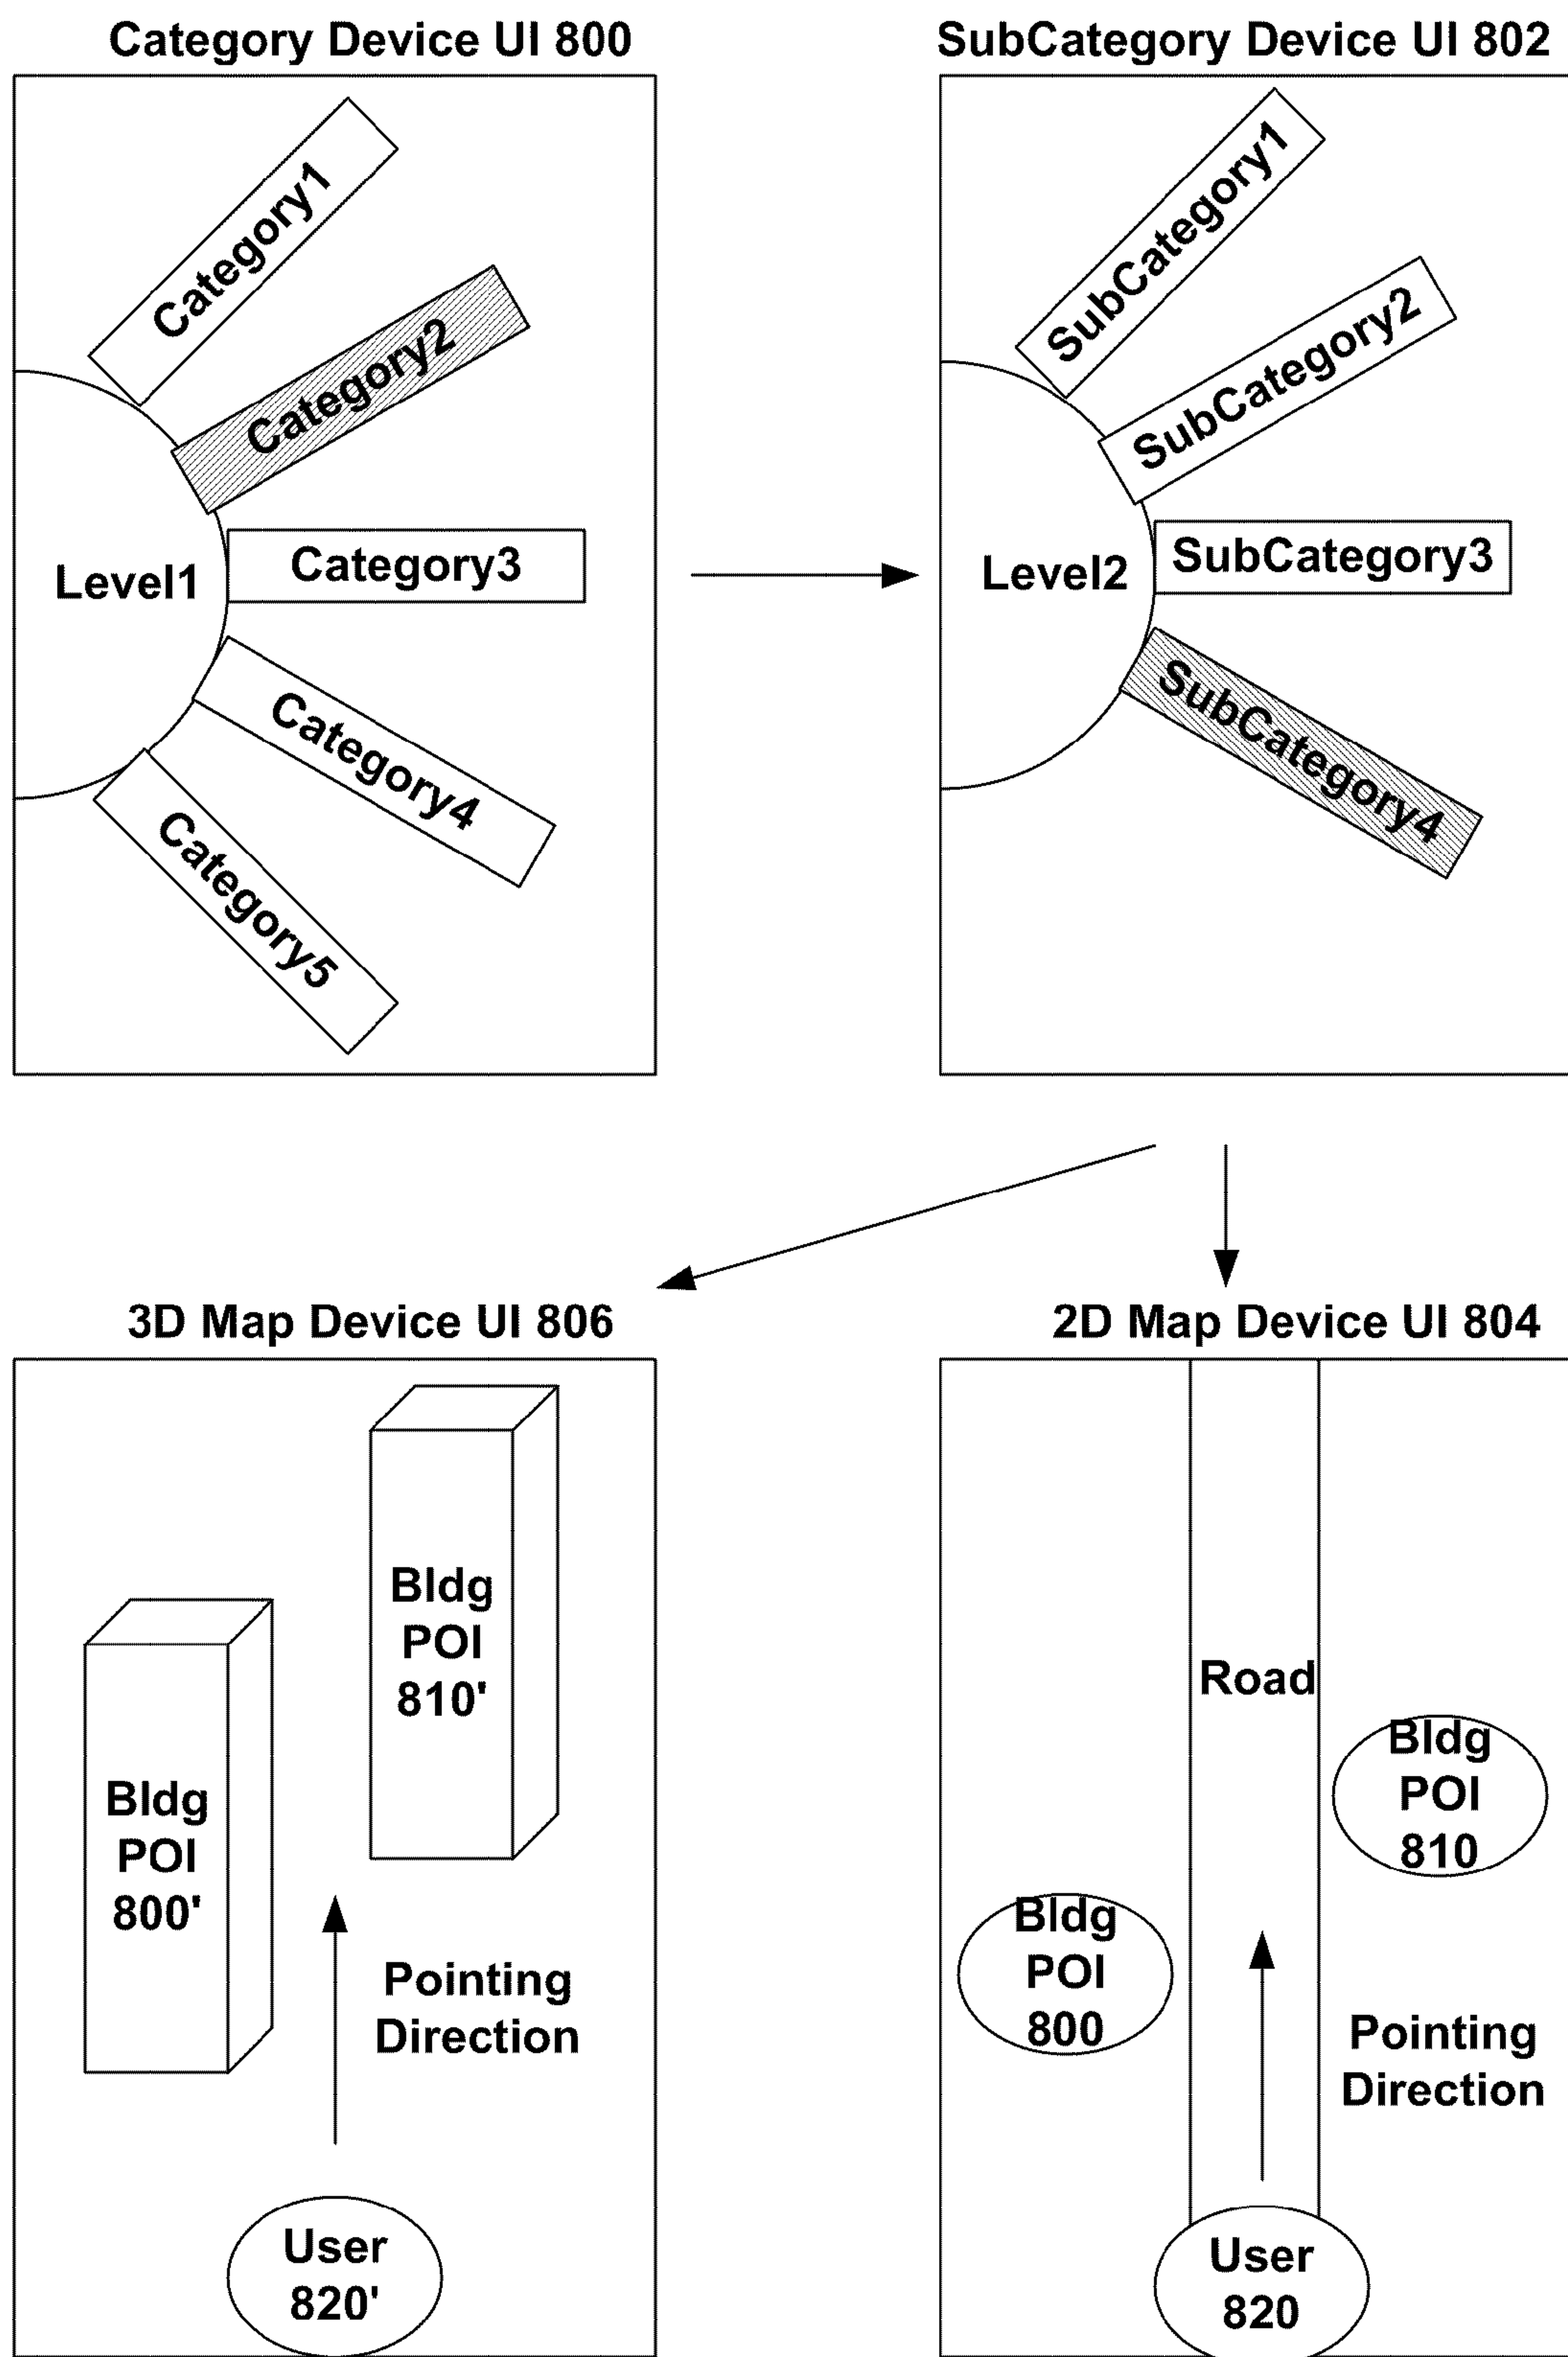 Category Device UI 800
Category1
Category2
Category3
Level1
Category4
Category5
SubCategory Device UI 802
SubCategory1
SubCategory2
SubCategory3
Level2
SubCategory4
3D Map Device UI 806
Bldg
POI
810'
Bldg
POI
800'
Pointing
Direction
User
820'
2D Map Device UI 804
Road
Bldg
POI
810
Bldg
POI
800
Pointing
Direction
User
820